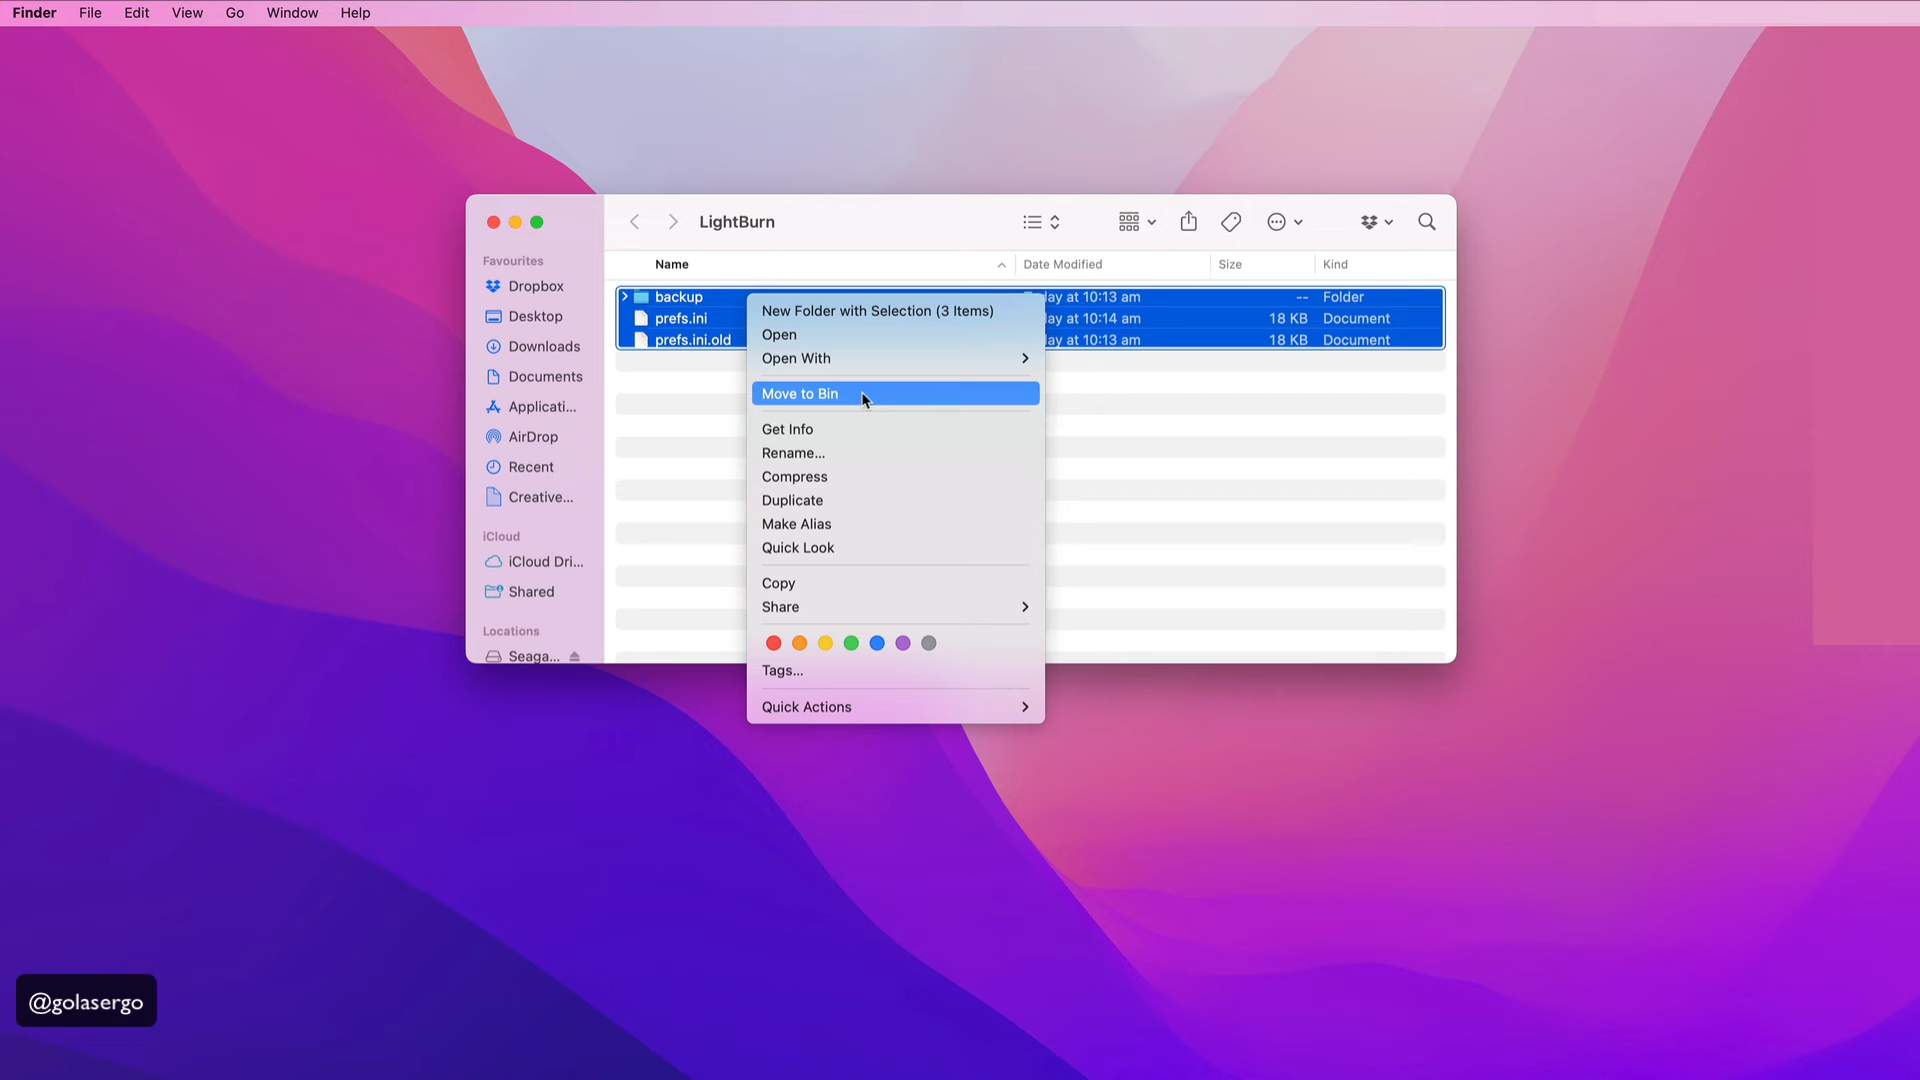 Finder File Edit View Go Window Help
LightBurn
Favourites
Dropbox
Desktop
Downloads
Documents
Applicati...
AirDrop
Recent
Creative...
iCloud
iCloud Dri...
Shared
Locations
Seaga...
Name Date Modified Size Kind
backup at 10:13 am -- Folder
prefs.ini at 10:14 am 18 KB Document
prefs.ini.old at 10:13 am 18 KB Document
New Folder with Selection (3 Items)
Open
Open With
Move to Bin
Get Info
Rename...
Compress
Duplicate
Make Alias
Quick Look
Copy
Share
Tags...
Quick Actions
@golasergo